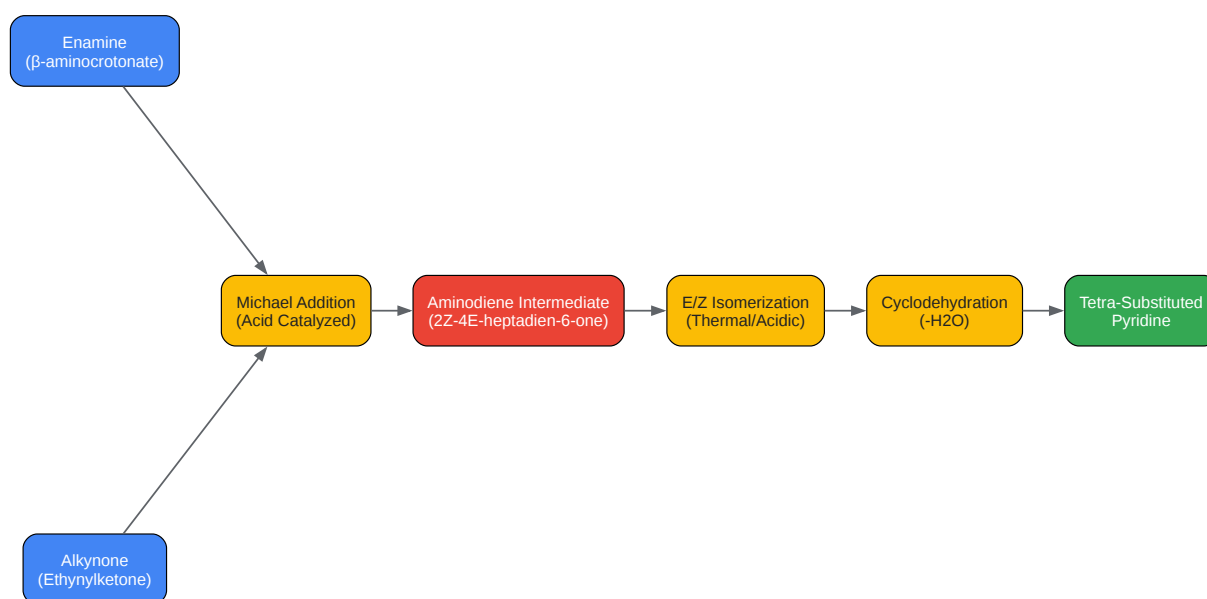 Enamine
(β-aminocrotonate)
Michael Addition
(Acid Catalyzed)
Aminodiene Intermediate
(2Z-4E-heptadien-6-one)
E/Z Isomerization
(Thermal/Acidic)
Cyclodehydration
(-H2O)
Tetra-Substituted
Pyridine
Alkynone
(Ethynylketone)